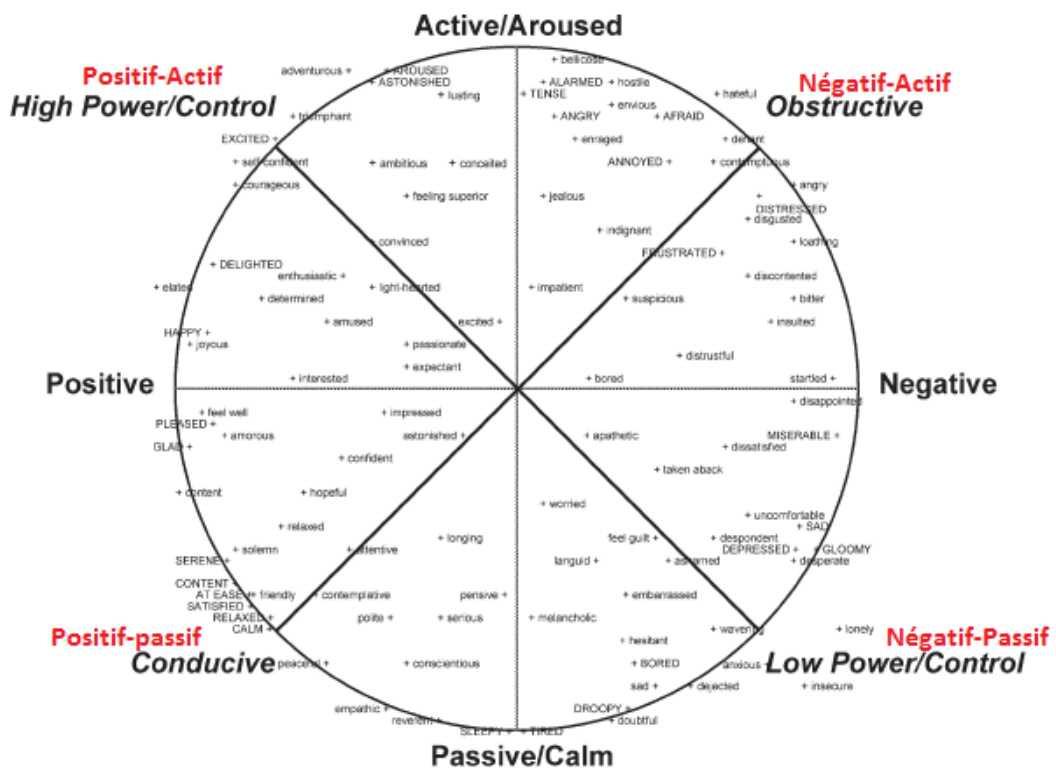 Active/Aroused
+ bellicose
Positif-Actif
adventurous +
+ AROUSED
+ ASTONISHED
+ ALARMED
+ hostile
Négatif-Actif
High Power/Control
+ lusting
+ TENSE
+ hateful
Obstructive
+ envious
+ triumphant
+ ANGRY
+ AFRAID
EXCITED +
+ enraged
+ defiant
+ self-confident
+ ambitious
+ conceited
ANNOYED +
+ contemptuous
+ courageous
+ angry
+ feeling superior
+ jealous
+
DISTRESSED
+ disgusted
+ indignant
+ convinced
+ loathing
FRUSTRATED +
+ DELIGHTED
enthusiastic +
+ discontented
+ elated
+ light-hearted
+ impatient
+ determined
+ suspicious
+ bitter
+ amused
excited +
+ insulted
HAPPY +
+ joyous
+ passionate
+ distrustful
+ expectant
Positive
+ interested
+ bored
startled +
Negative
+ disappointed
+ feel well
+ impressed
PLEASED +
+ amorous
astonished +
+ apathetic
MISERABLE +
GLAD +
+ dissatisfied
+ confident
+ taken aback
+ content
+ hopeful
+ worried
+ uncomfortable
+ relaxed
+ SAD
+ longing
feel guilt +
+ despondent
+ solemn
+ attentive
DEPRESSED +
+ GLOOMY
SERENE +
languid +
+ ashamed
+ desperate
CONTENT +
AT EASE +
+ friendly
+ contemplative
pensive +
+ embarrassed
SATISFIED +
RELAXED +
polite +
+ serious
+ melancholic
CALM +
+ wavering
+ lonely
Positif-passif
+ hesitant
Négatif-Passif
Conducive
peaceful +
+ conscientious
+ BORED
anxious +
Low Power/Control
sad +
+ dejected
+ insecure
empathic +
DROOPY +
reverent +
+ doubtful
SLEEPY +
+ TIRED
Passive/Calm